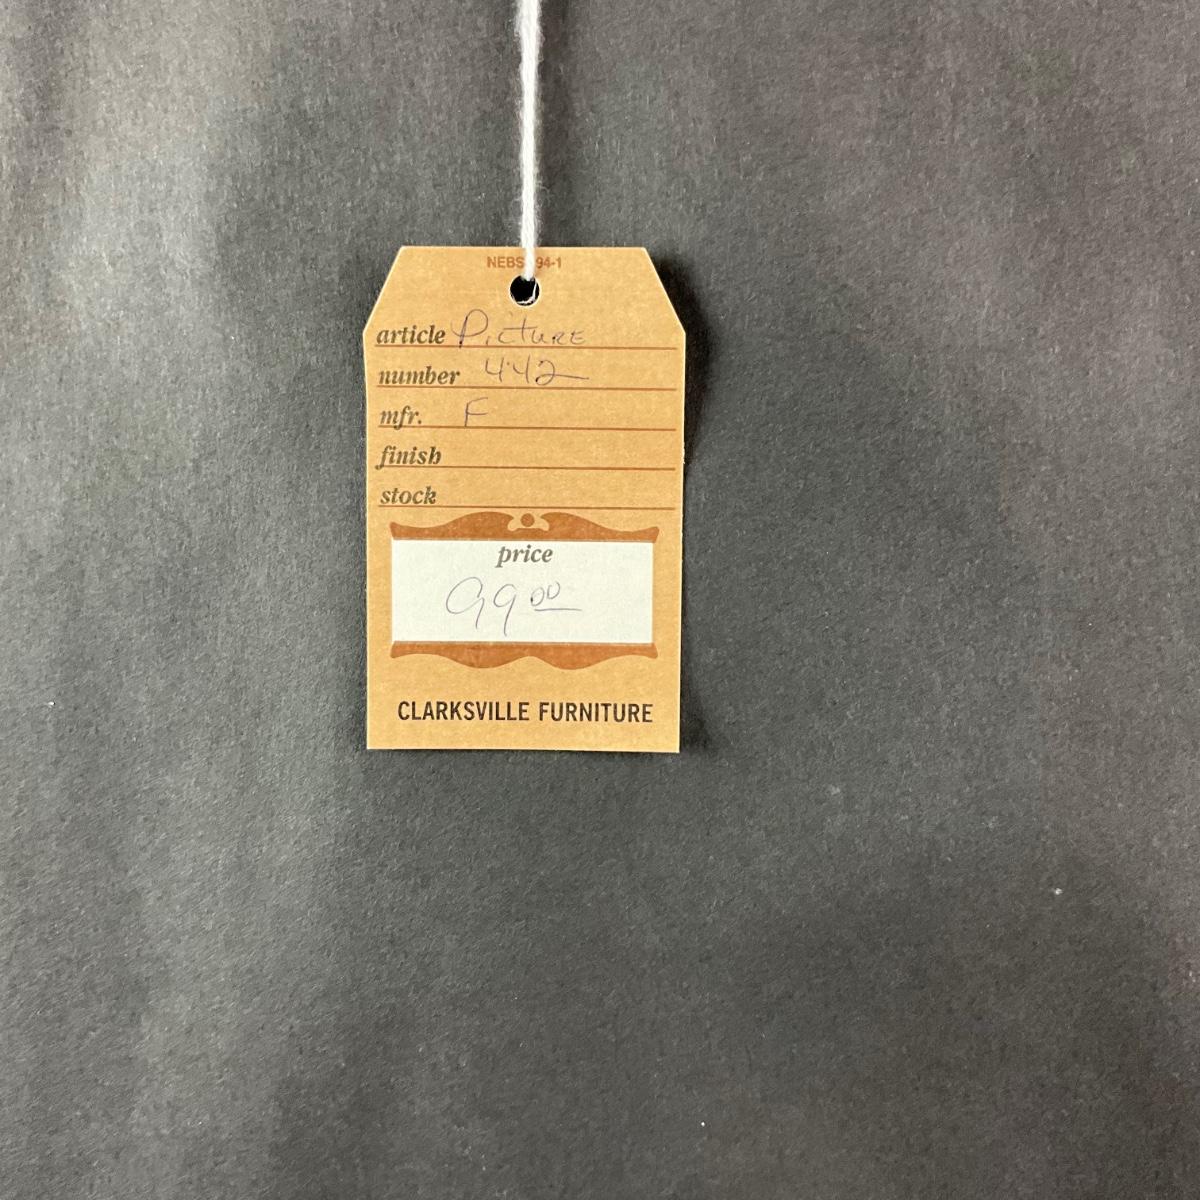 NEBS 94-1
article Picture
number 442
mfr. F
finish
stock
price
99 00
CLARKSVILLE FURNITURE